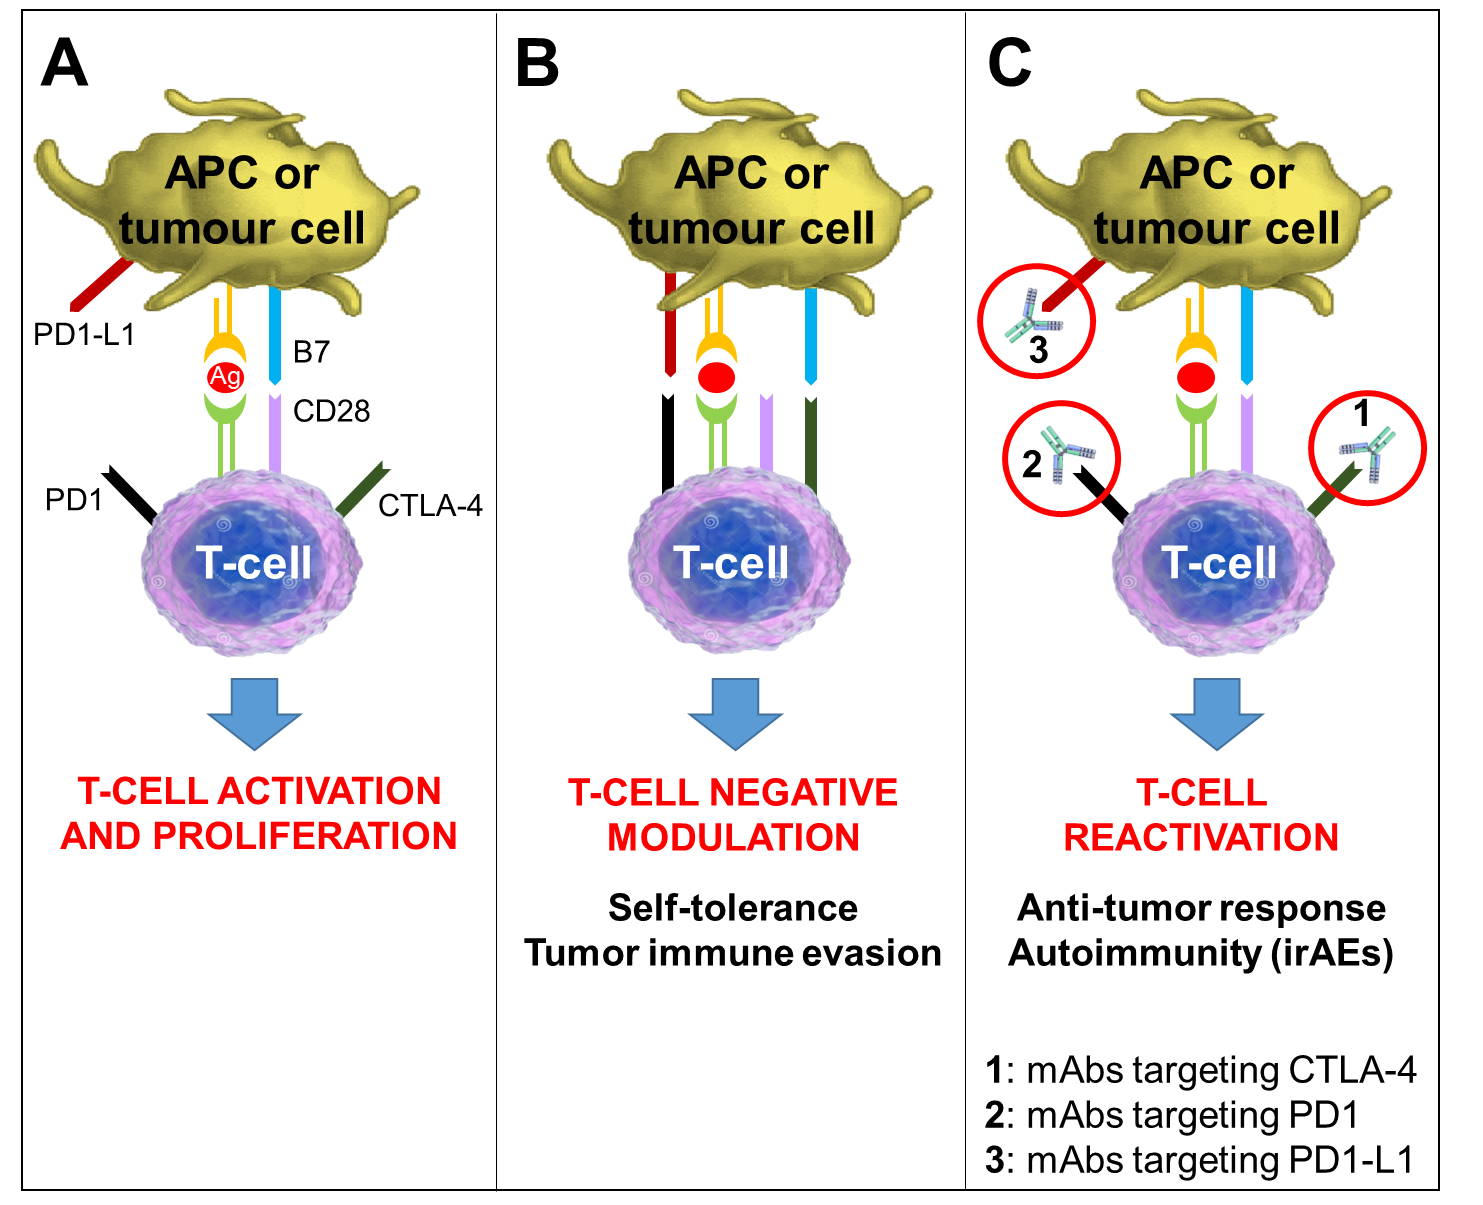 A
APC or
tumour cell
PD1-L1
B7
Ag
CD28
PD1
CTLA-4
T-cell
T-CELL ACTIVATION
AND PROLIFERATION
B
APC or
tumour cell
T-cell
T-CELL NEGATIVE
MODULATION
Self-tolerance
Tumor immune evasion
C
APC or
tumour cell
3
1
2
T-cell
T-CELL
REACTIVATION
Anti-tumor response
Autoimmunity (irAEs)
1: mAbs targeting CTLA-4
2: mAbs targeting PD1
3: mAbs targeting PD1-L1